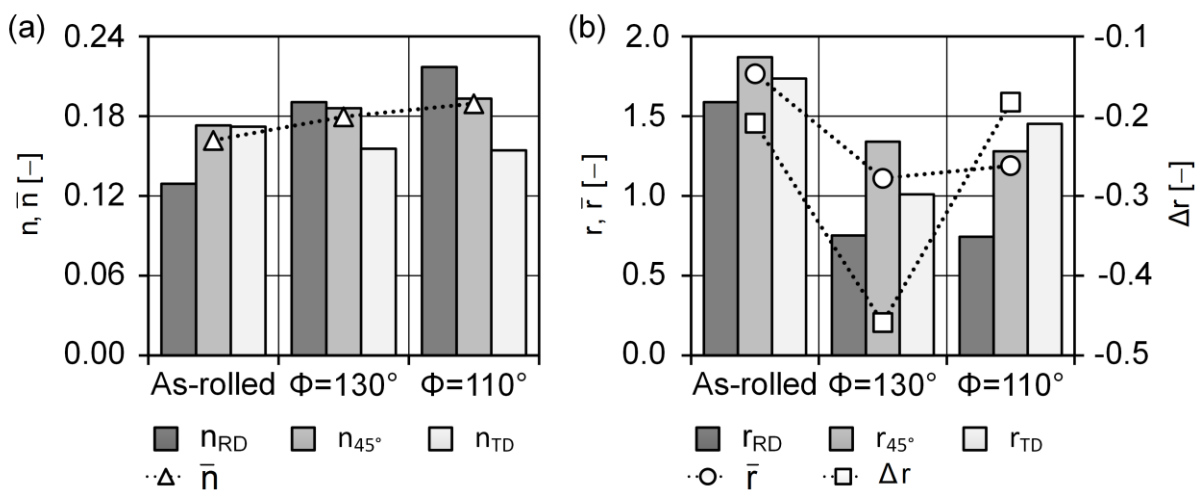 (a)
0.24
0.18
0.12
0.06
0.00
n, n̅ [–]
As-rolled Φ=130° Φ=110°
n_RD n_45° n_TD
n̅
(b)
2.0
1.5
1.0
0.5
0.0
r, r̅ [–]
-0.1
-0.2
-0.3
-0.4
-0.5
Δr [–]
As-rolled Φ=130° Φ=110°
r_RD r_45° r_TD
r̅ Δr